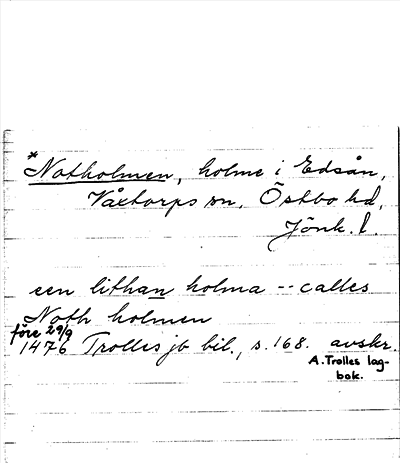 *Notholmen, holme i Edsån,
Våxtorps sn, Östbo hd,
Jönk. l.
een lithan holma -- calles
Noth holmen
före 29/9
1476 Trolles jb bil., s. 168. avskr.
A. Trolles lag-
bok.